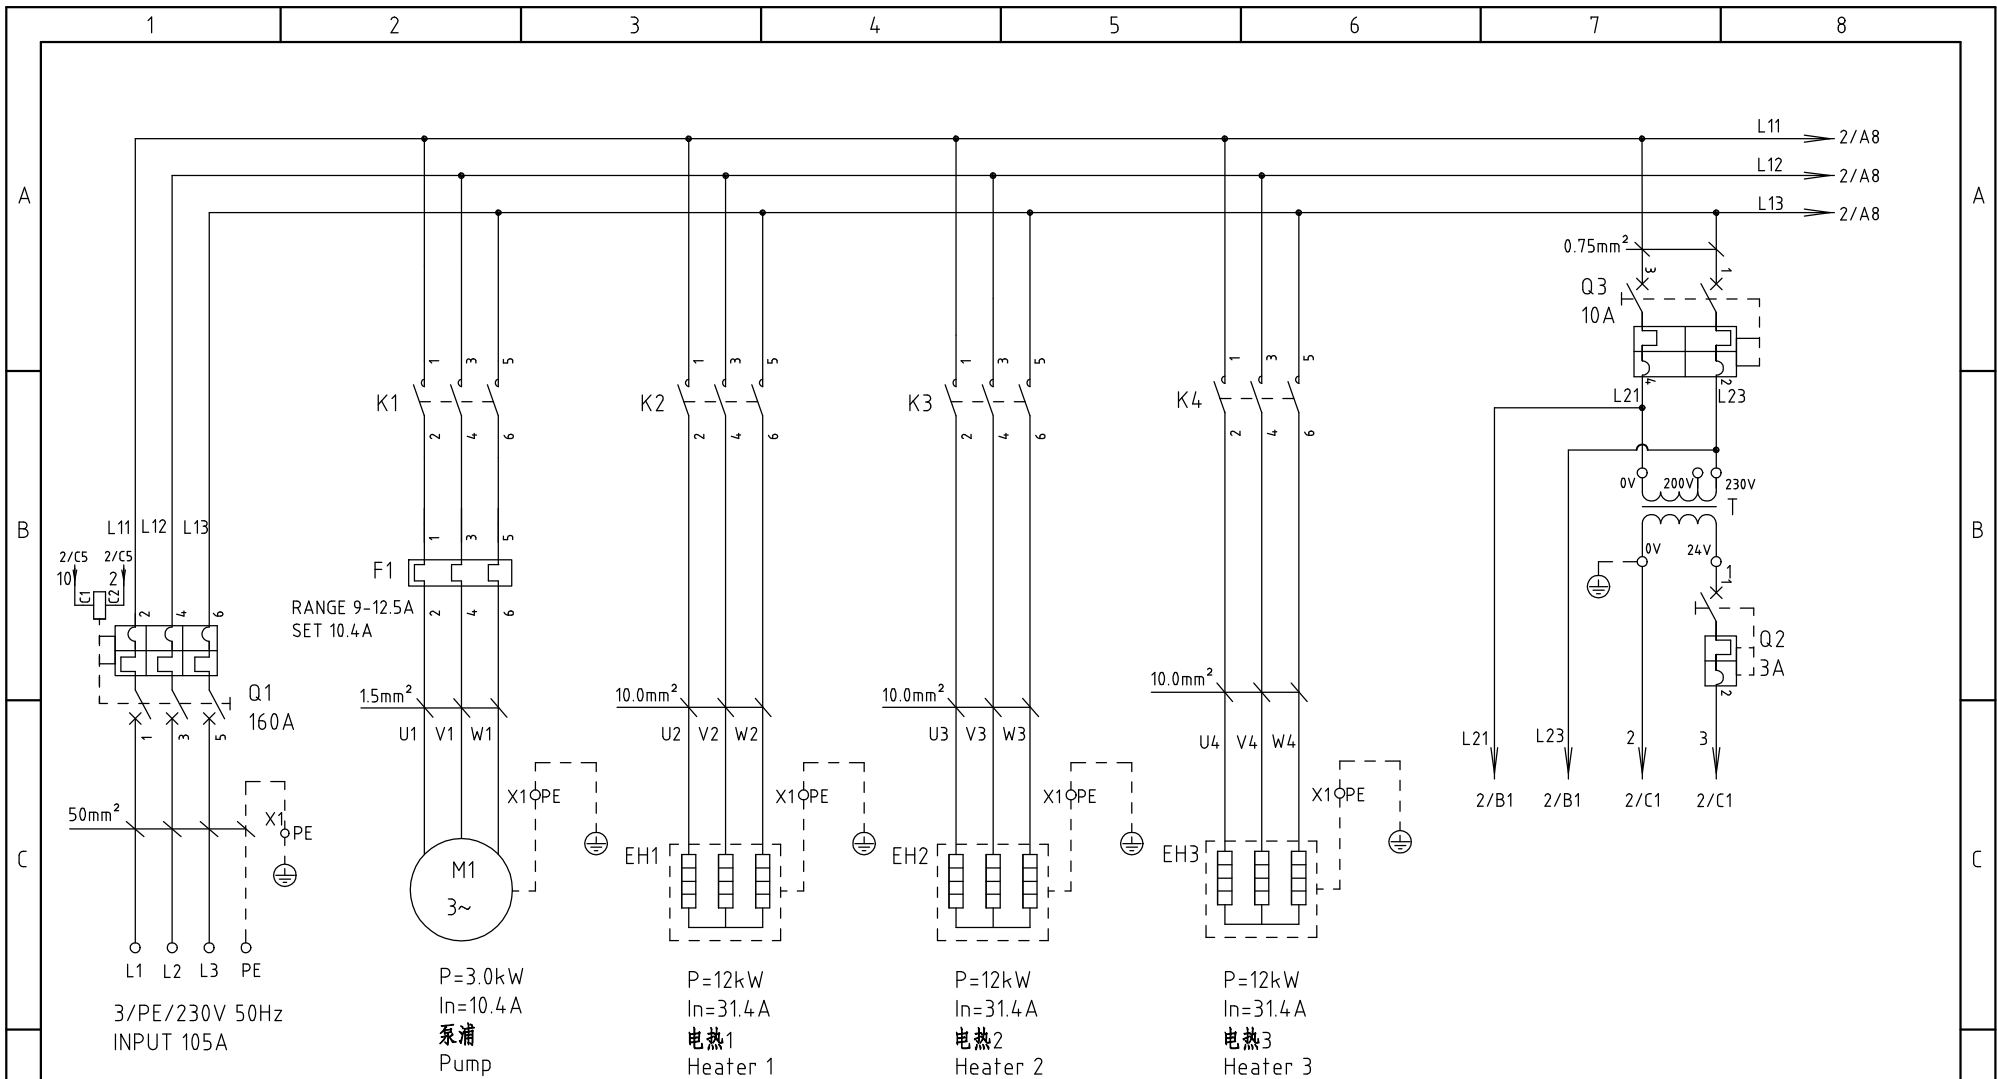 1 2 3 4 5 6 7 8
A A
B B
C C
L11 2/A8
L12 2/A8
L13 2/A8
L11 L12 L13
2/C5 2/C5
10 2
C1 C2
2 4 6
Q1
160A
1 3 5
50mm²
X1 PE
L1 L2 L3 PE
3/PE/230V 50Hz
INPUT 105A
1 3 5
K1
2 4 6
1 3 5
F1
RANGE 9-12.5A
SET 10.4A
2 4 6
1.5mm²
U1 V1 W1
X1 PE
M1
3~
P=3.0kW
In=10.4A
泵浦
Pump
1 3 5
K2
2 4 6
10.0mm²
U2 V2 W2
X1 PE
EH1
P=12kW
In=31.4A
电热1
Heater 1
1 3 5
K3
2 4 6
10.0mm²
U3 V3 W3
X1 PE
EH2
P=12kW
In=31.4A
电热2
Heater 2
1 3 5
K4
2 4 6
10.0mm²
U4 V4 W4
X1 PE
EH3
P=12kW
In=31.4A
电热3
Heater 3
0.75mm²
3 1
Q3
10A
4 2
L21 L23
0V 200V 230V
T
0V 24V
1
1
Q2
3A
2
L21 L23 2 3
2/B1 2/B1 2/C1 2/C1